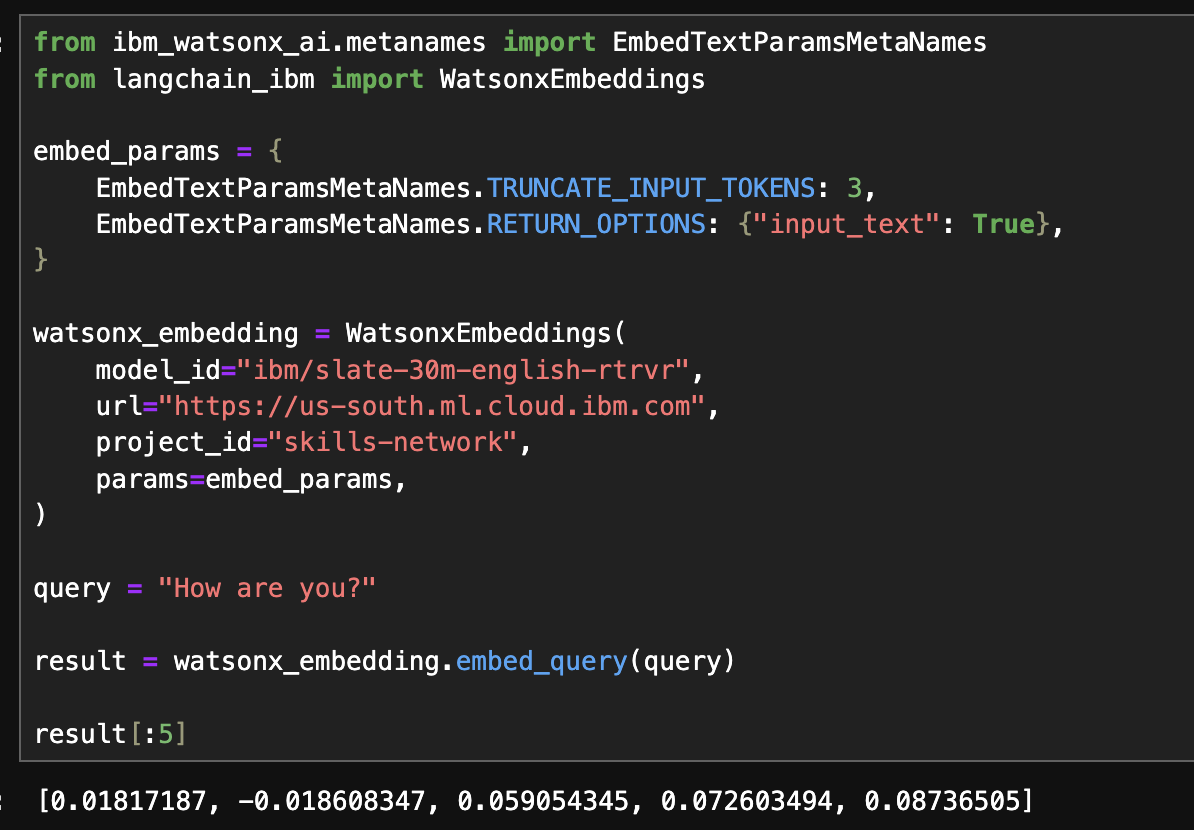 from ibm_watsonx_ai.metanames import EmbedTextParamsMetaNames
from langchain_ibm import WatsonxEmbeddings

embed_params = {
    EmbedTextParamsMetaNames.TRUNCATE_INPUT_TOKENS: 3,
    EmbedTextParamsMetaNames.RETURN_OPTIONS: {"input_text": True},
}

watsonx_embedding = WatsonxEmbeddings(
    model_id="ibm/slate-30m-english-rtrvr",
    url="https://us-south.ml.cloud.ibm.com",
    project_id="skills-network",
    params=embed_params,
)

query = "How are you?"

result = watsonx_embedding.embed_query(query)

result[:5]
[0.01817187, -0.018608347, 0.059054345, 0.072603494, 0.08736505]